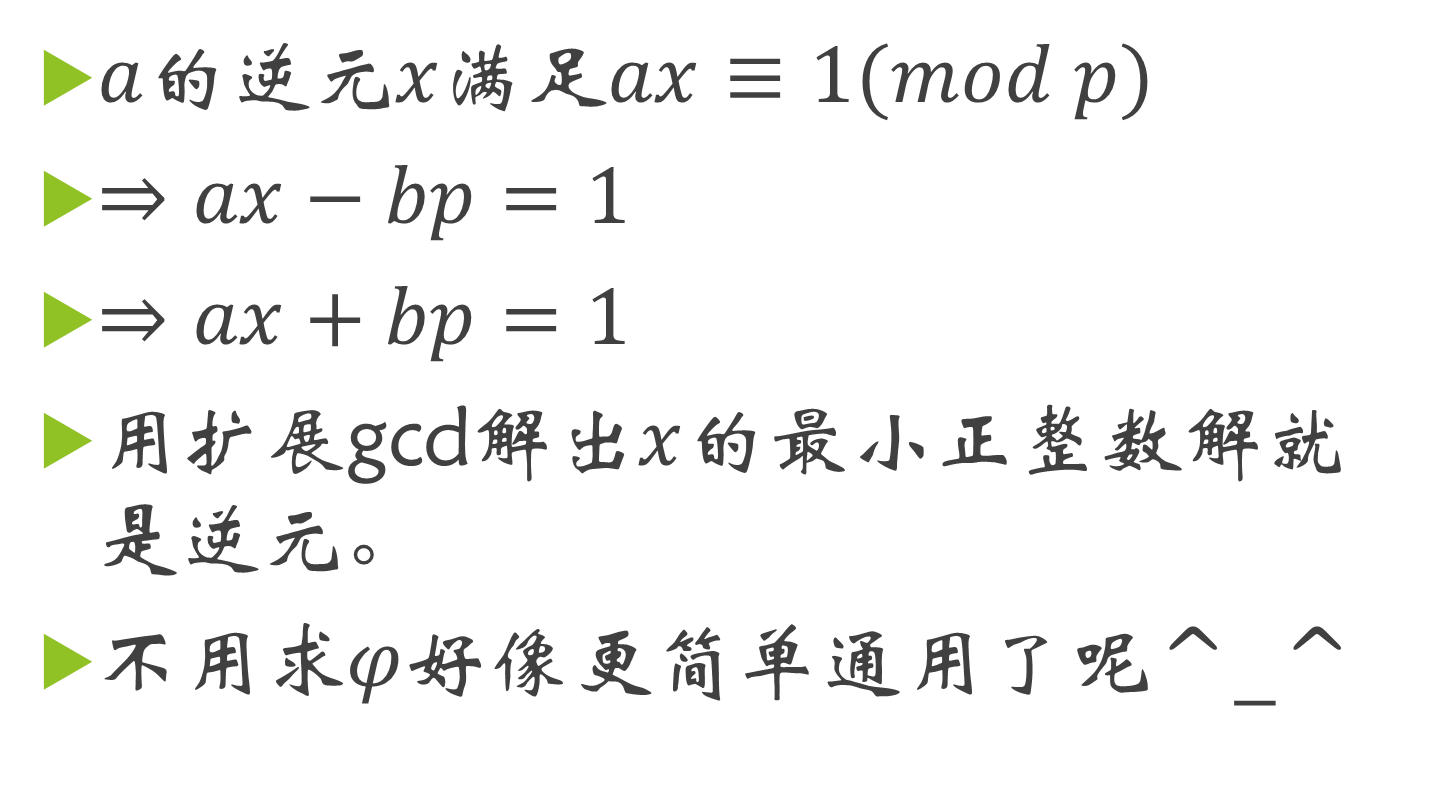 a的逆元x满足ax ≡ 1(mod p)
⇒ ax − bp = 1
⇒ ax + bp = 1
用扩展gcd解出x的最小正整数解就
是逆元。
不用求φ好像更简单通用了呢^_^